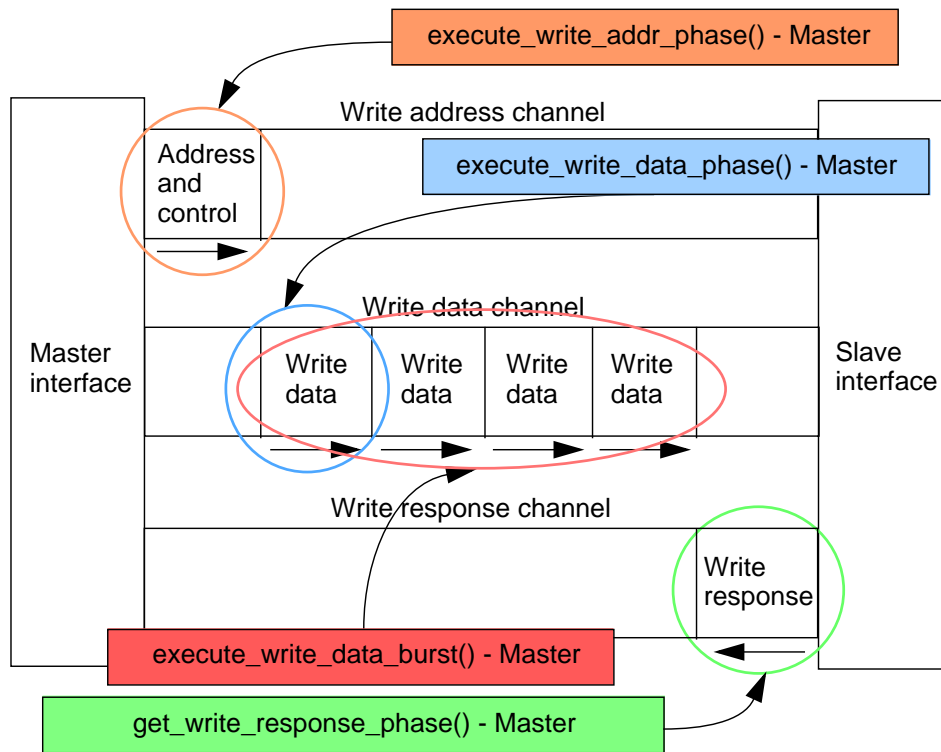 execute_write_addr_phase() - Master
Write address channel
Address
and
control
execute_write_data_phase() - Master
Write data channel
Master
interface
Write
data
Write
data
Write
data
Write
data
Slave
interface
Write response channel
Write
response
execute_write_data_burst() - Master
get_write_response_phase() - Master